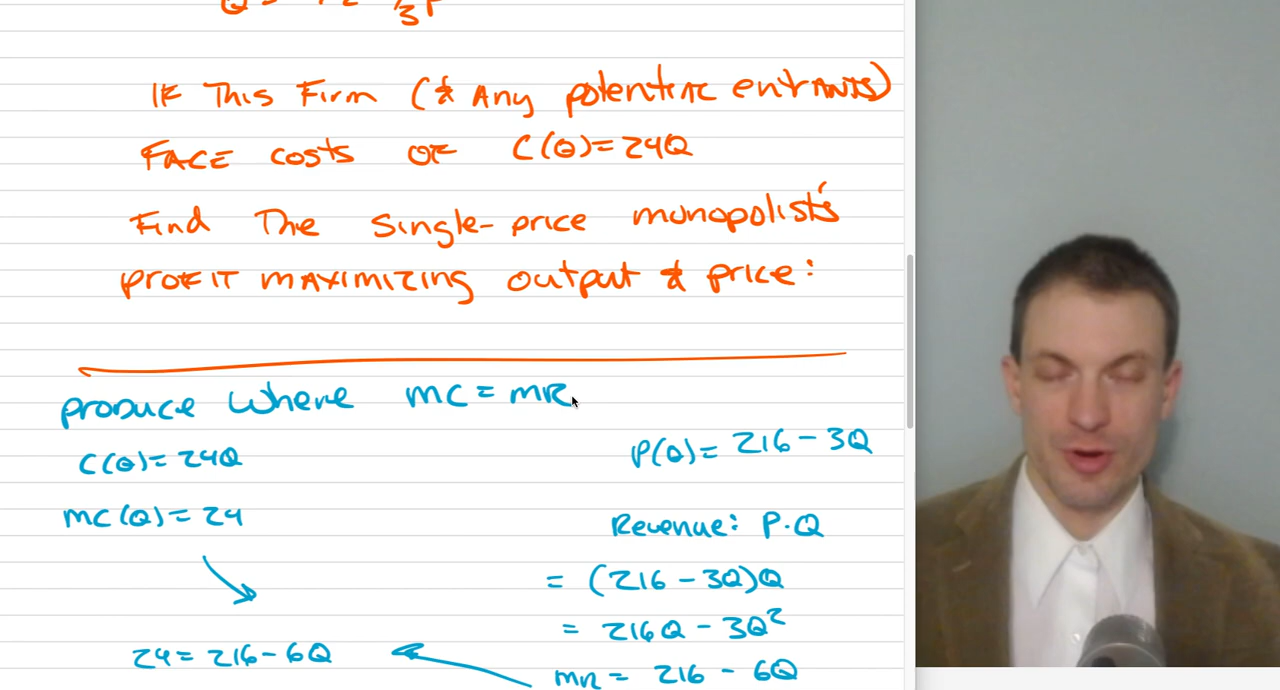 IF This Firm (& Any potential entrants)
FACE costs OF C(Q)=24Q
Find The single-price monopolist's
profit maximizing output & price:
produce where MC = MR
C(Q)= 24Q
P(Q)= 216 - 3Q
MC(Q)= 24
Revenue: P·Q
= (216 - 3Q)Q
= 216Q - 3Q²
24 = 216 - 6Q
MR = 216 - 6Q